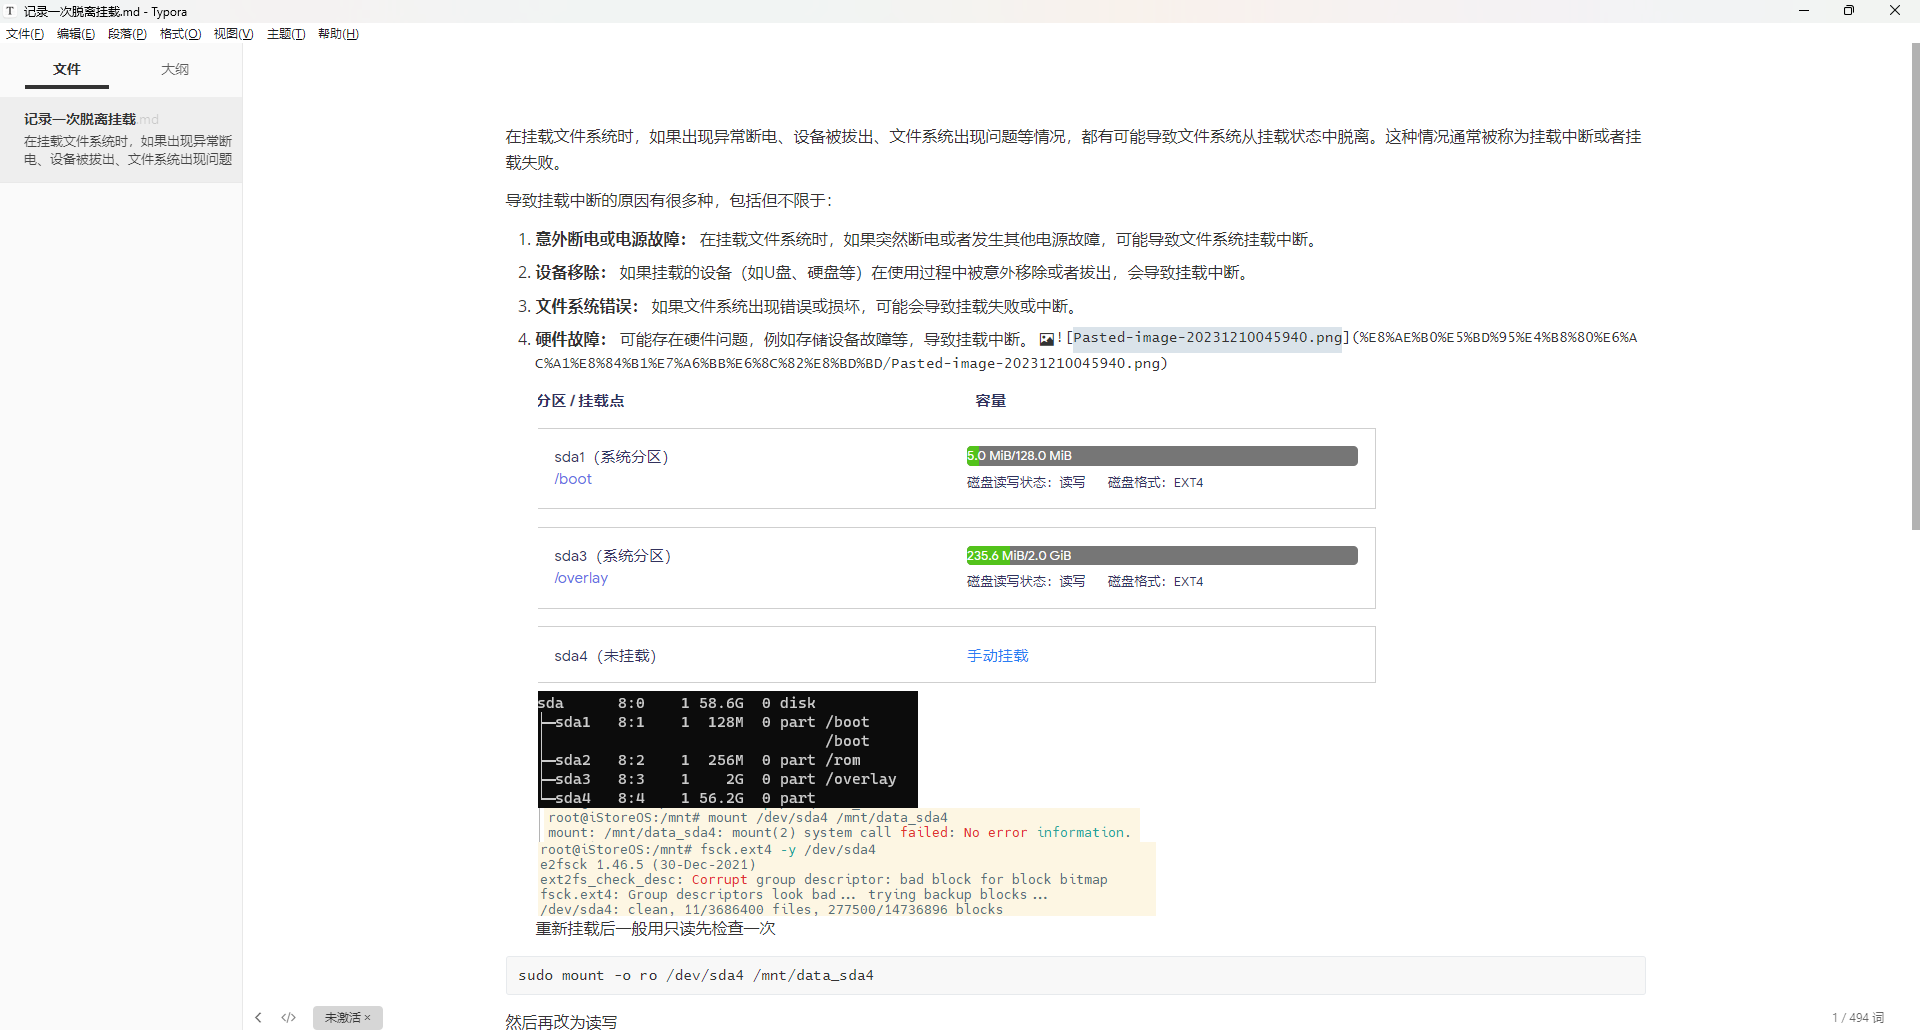 记录一次脱离挂载.md - Typora
文件(F) 编辑(E) 段落(P) 格式(O) 视图(V) 主题(T) 帮助(H)
文件 大纲
记录一次脱离挂载.md
在挂载文件系统时，如果出现异常断
电、设备被拔出、文件系统出现问题
在挂载文件系统时，如果出现异常断电、设备被拔出、文件系统出现问题等情况，都有可能导致文件系统从挂载状态中脱离。这种情况通常被称为挂载中断或者挂
载失败。
导致挂载中断的原因有很多种，包括但不限于：
1. 意外断电或电源故障： 在挂载文件系统时，如果突然断电或者发生其他电源故障，可能导致文件系统挂载中断。
2. 设备移除： 如果挂载的设备（如U盘、硬盘等）在使用过程中被意外移除或者拔出，会导致挂载中断。
3. 文件系统错误： 如果文件系统出现错误或损坏，可能会导致挂载失败或中断。
4. 硬件故障： 可能存在硬件问题，例如存储设备故障等，导致挂载中断。 ![Pasted-image-20231210045940.png](%E8%AE%B0%E5%BD%95%E4%B8%80%E6%A
C%A1%E8%84%B1%E7%A6%BB%E6%8C%82%E8%BD%BD/Pasted-image-20231210045940.png)
分区 / 挂载点 容量
sda1（系统分区） 5.0 MiB/128.0 MiB
/boot 磁盘读写状态：读写 磁盘格式：EXT4
sda3（系统分区） 235.6 MiB/2.0 GiB
/overlay 磁盘读写状态：读写 磁盘格式：EXT4
sda4（未挂载） 手动挂载
sda 8:0 1 58.6G 0 disk
├─sda1 8:1 1 128M 0 part /boot
/boot
├─sda2 8:2 1 256M 0 part /rom
├─sda3 8:3 1 2G 0 part /overlay
└─sda4 8:4 1 56.2G 0 part
root@iStoreOS:/mnt# mount /dev/sda4 /mnt/data_sda4
mount: /mnt/data_sda4: mount(2) system call failed: No error information.
root@iStoreOS:/mnt# fsck.ext4 -y /dev/sda4
e2fsck 1.46.5 (30-Dec-2021)
ext2fs_check_desc: Corrupt group descriptor: bad block for block bitmap
fsck.ext4: Group descriptors look bad... trying backup blocks...
/dev/sda4: clean, 11/3686400 files, 277500/14736896 blocks
重新挂载后一般用只读先检查一次
sudo mount -o ro /dev/sda4 /mnt/data_sda4
然后再改为读写
</> 未激活 × 1 / 494 词